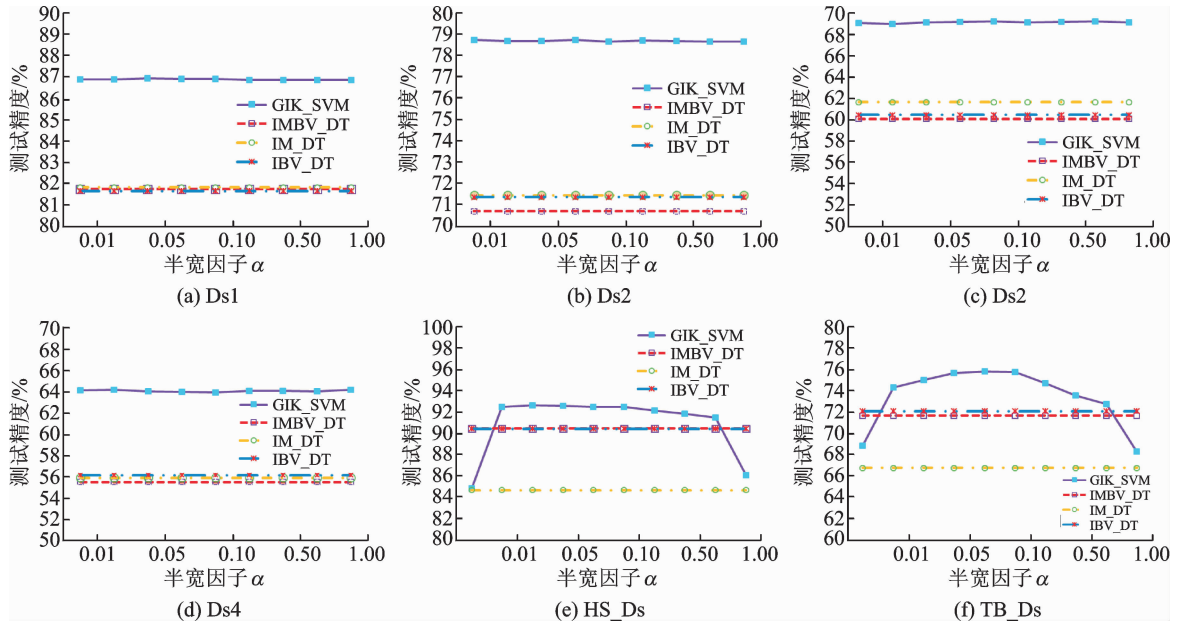 90
89
88
87
86
85
84
83
82
81
80
测试精度/%
GIK_SVM
IMBV_DT
IM_DT
IBV_DT
0.01 0.05 0.10 0.50 1.00
半宽因子α
(a) Ds1
80
79
78
77
76
75
74
73
72
71
70
测试精度/%
GIK_SVM
IMBV_DT
IM_DT
IBV_DT
0.01 0.05 0.10 0.50 1.00
半宽因子α
(b) Ds2
70
68
66
64
62
60
58
56
54
52
50
测试精度/%
GIK_SVM
IMBV_DT
IM_DT
IBV_DT
0.01 0.05 0.10 0.50 1.00
半宽因子α
(c) Ds2
70
68
66
64
62
60
58
56
54
52
50
测试精度/%
GIK_SVM
IMBV_DT
IM_DT
IBV_DT
0.01 0.05 0.10 0.50 1.00
半宽因子α
(d) Ds4
100
98
96
94
92
90
88
86
84
82
80
测试精度/%
GIK_SVM
IMBV_DT
IM_DT
IBV_DT
0.01 0.05 0.10 0.50 1.00
半宽因子α
(e) HS_Ds
80
78
76
74
72
70
68
66
64
62
60
测试精度/%
GIK_SVM
IMBV_DT
IM_DT
IBV_DT
0.01 0.05 0.10 0.50 1.00
半宽因子α
(f) TB_Ds